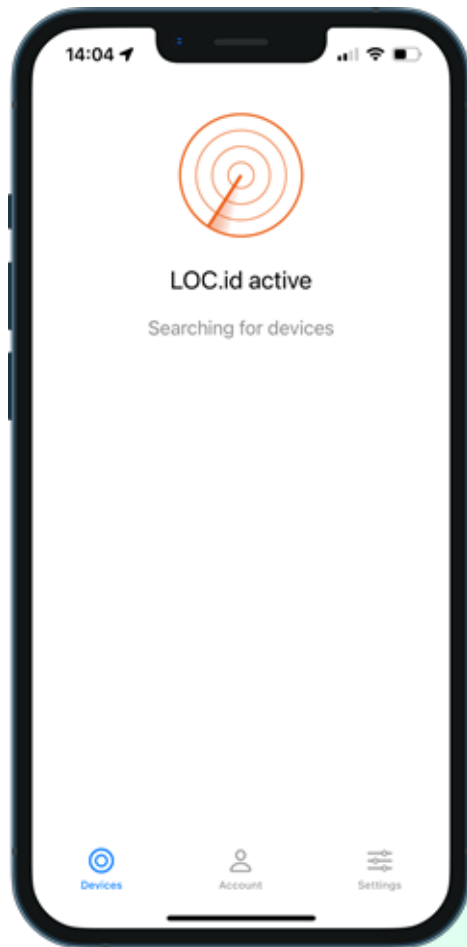 14:04
LOC.id active
Searching for devices
Devices
Account
Settings